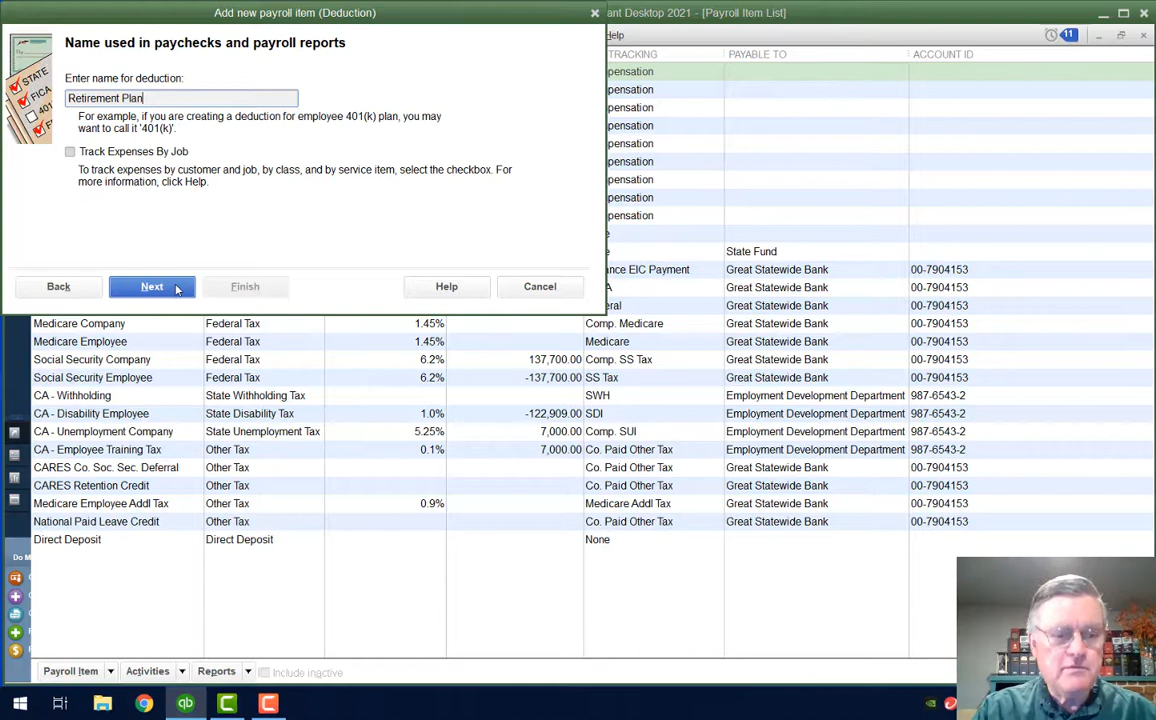 Add new payroll item (Deduction)
ant Desktop 2021 - [Payroll Item List]
Name used in paychecks and payroll reports
Enter name for deduction:
Retirement Plan
For example, if you are creating a deduction for employee 401(k) plan, you may
want to call it '401(k)'.
Track Expenses By Job
To track expenses by customer and job, by class, and by service item, select the checkbox. For
more information, click Help.
Back
Next
Finish
Help
Cancel
STATE
FICA
401
elp
11
TRACKING PAYABLE TO ACCOUNT ID
pensation
pensation
pensation
pensation
pensation
pensation
pensation
pensation
pensation
e
e State Fund
ance EIC Payment Great Statewide Bank 00-7904153
A Great Statewide Bank 00-7904153
eral Great Statewide Bank 00-7904153
Medicare Company Federal Tax 1.45% Comp. Medicare Great Statewide Bank 00-7904153
Medicare Employee Federal Tax 1.45% Medicare Great Statewide Bank 00-7904153
Social Security Company Federal Tax 6.2% 137,700.00 Comp. SS Tax Great Statewide Bank 00-7904153
Social Security Employee Federal Tax 6.2% -137,700.00 SS Tax Great Statewide Bank 00-7904153
CA - Withholding State Withholding Tax SWH Employment Development Department 987-6543-2
CA - Disability Employee State Disability Tax 1.0% -122,909.00 SDI Employment Development Department 987-6543-2
CA - Unemployment Company State Unemployment Tax 5.25% 7,000.00 Comp. SUI Employment Development Department 987-6543-2
CA - Employee Training Tax Other Tax 0.1% 7,000.00 Co. Paid Other Tax Employment Development Department 987-6543-2
CARES Co. Soc. Sec. Deferral Other Tax Co. Paid Other Tax Great Statewide Bank 00-7904153
CARES Retention Credit Other Tax Co. Paid Other Tax Great Statewide Bank 00-7904153
Medicare Employee Addl Tax Other Tax 0.9% Medicare Addl Tax Great Statewide Bank 00-7904153
National Paid Leave Credit Other Tax Co. Paid Other Tax Great Statewide Bank 00-7904153
Direct Deposit Direct Deposit None
Do M
Payroll Item Activities Reports Include inactive
qb
C
C